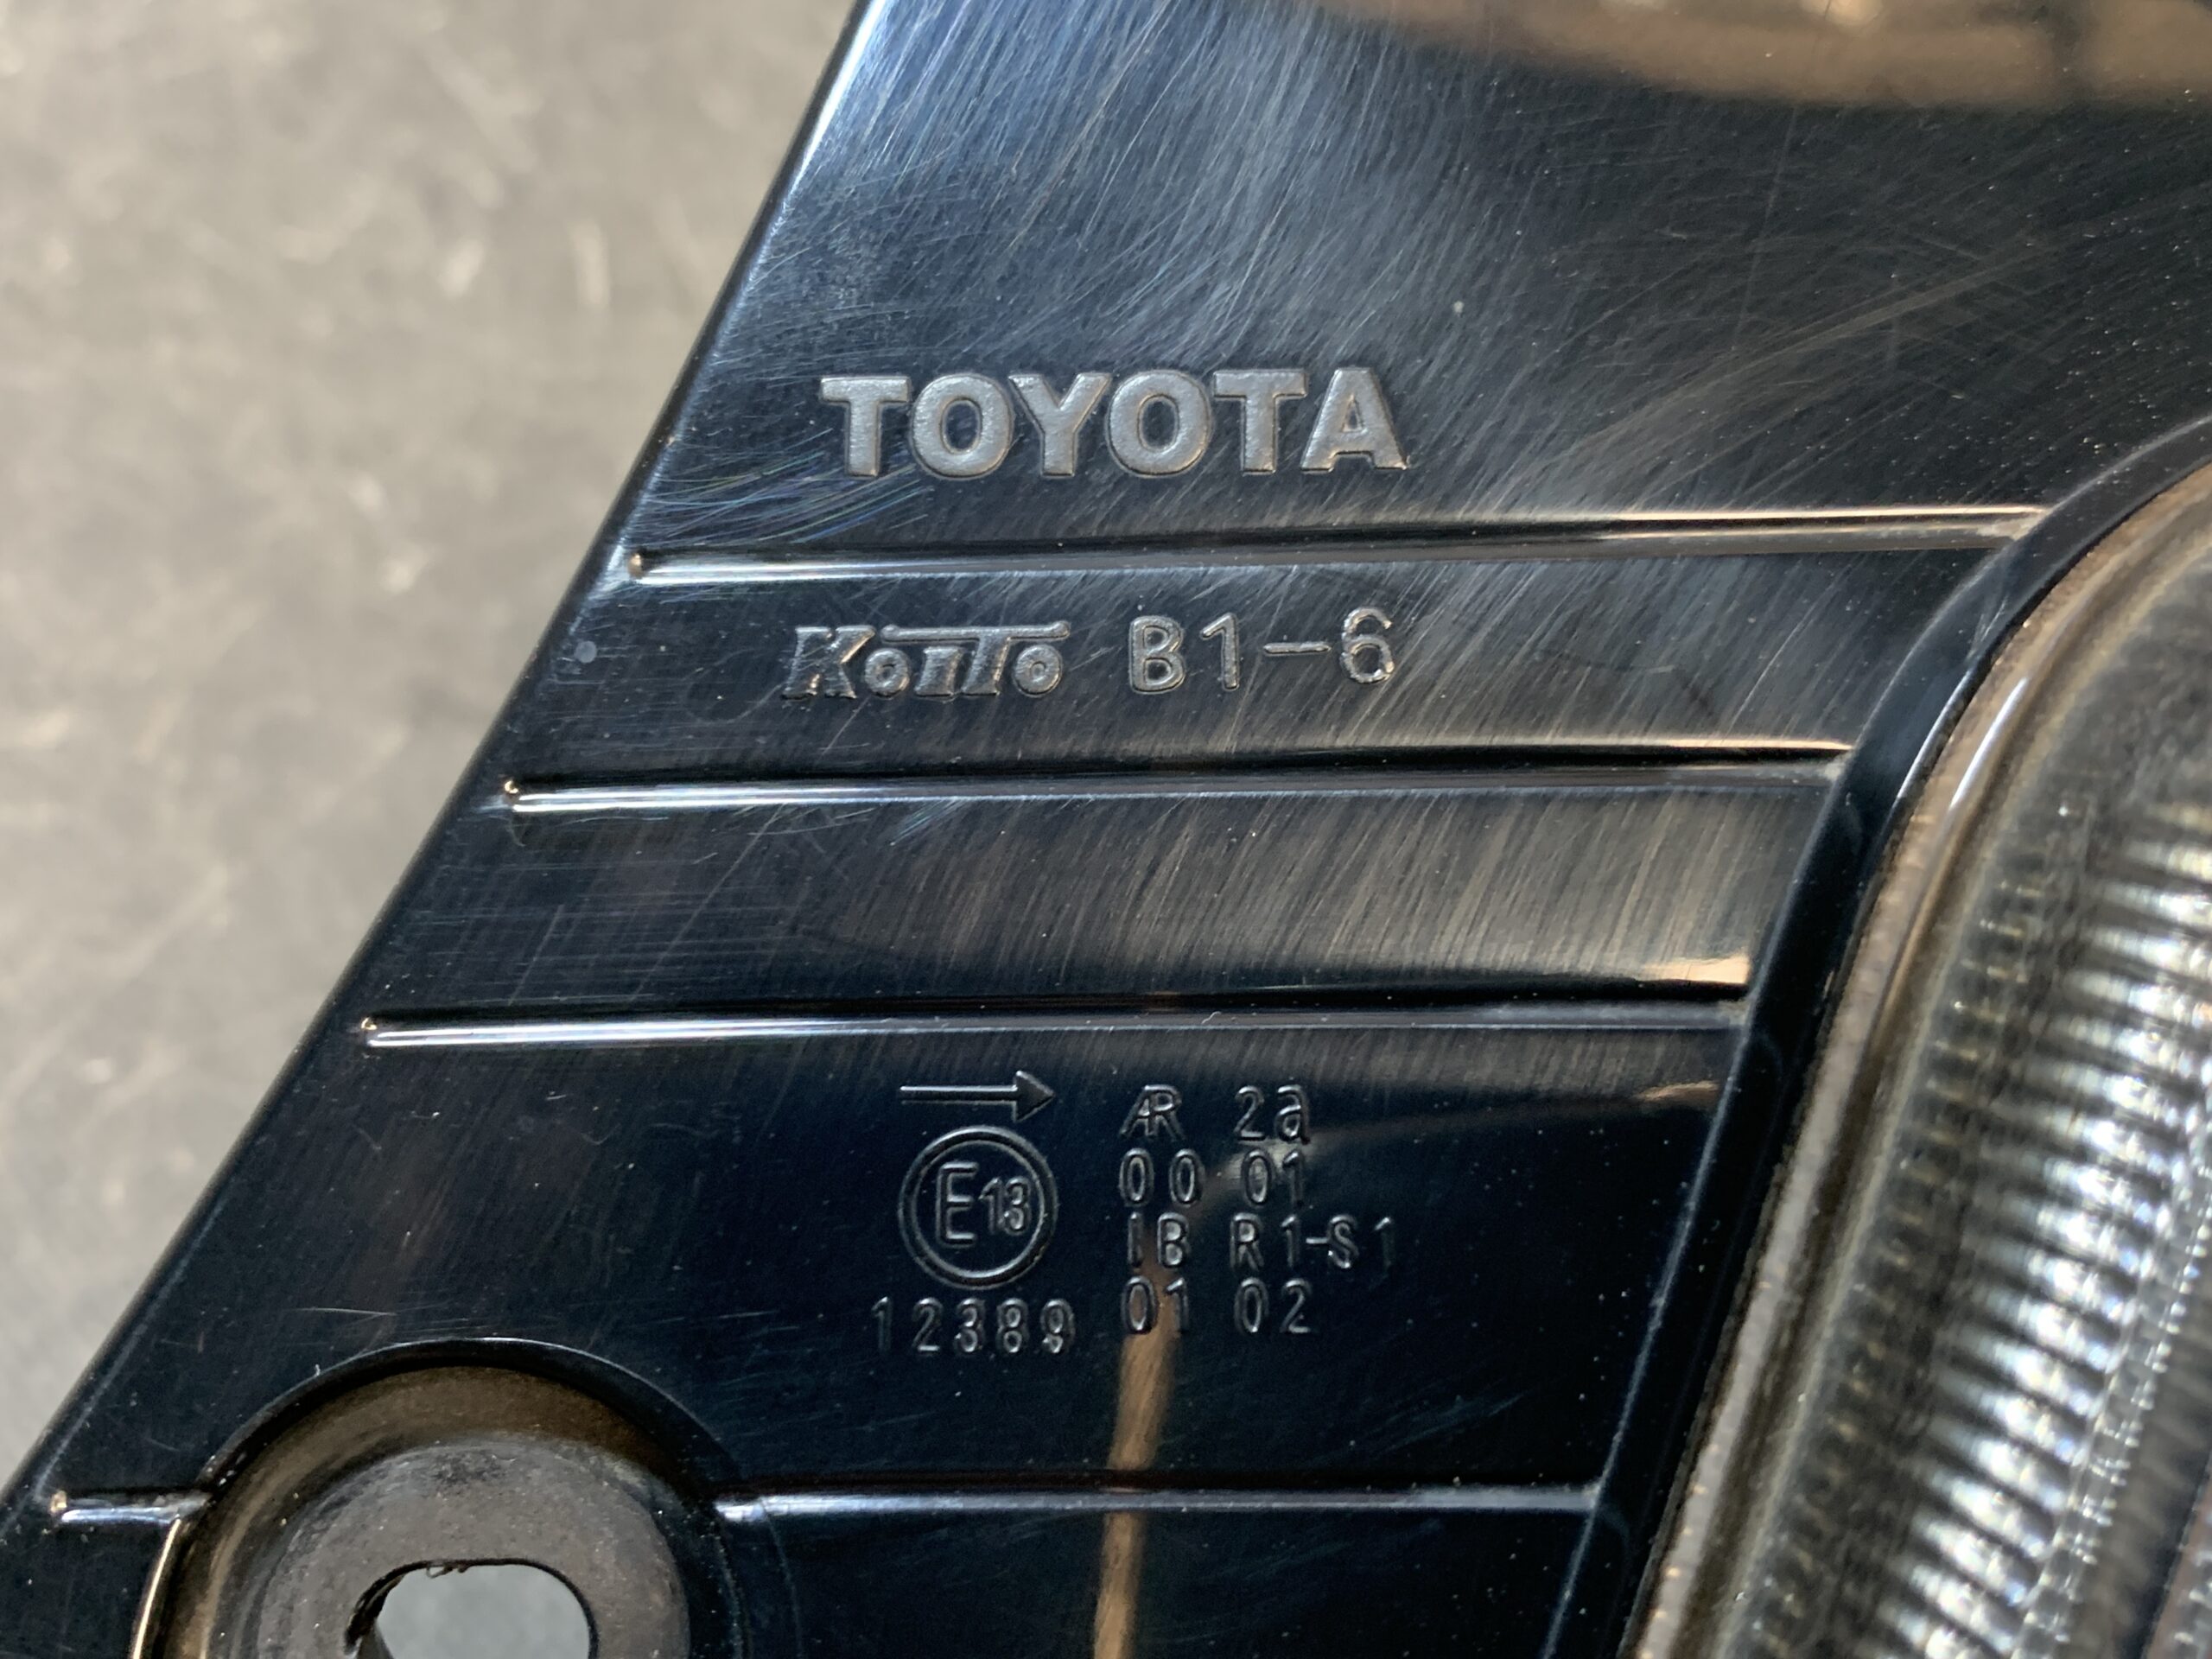 TOYOTA
KOITO B1-6
→ AR 2a
00 01
E13 IB R1-S1
12389 01 02